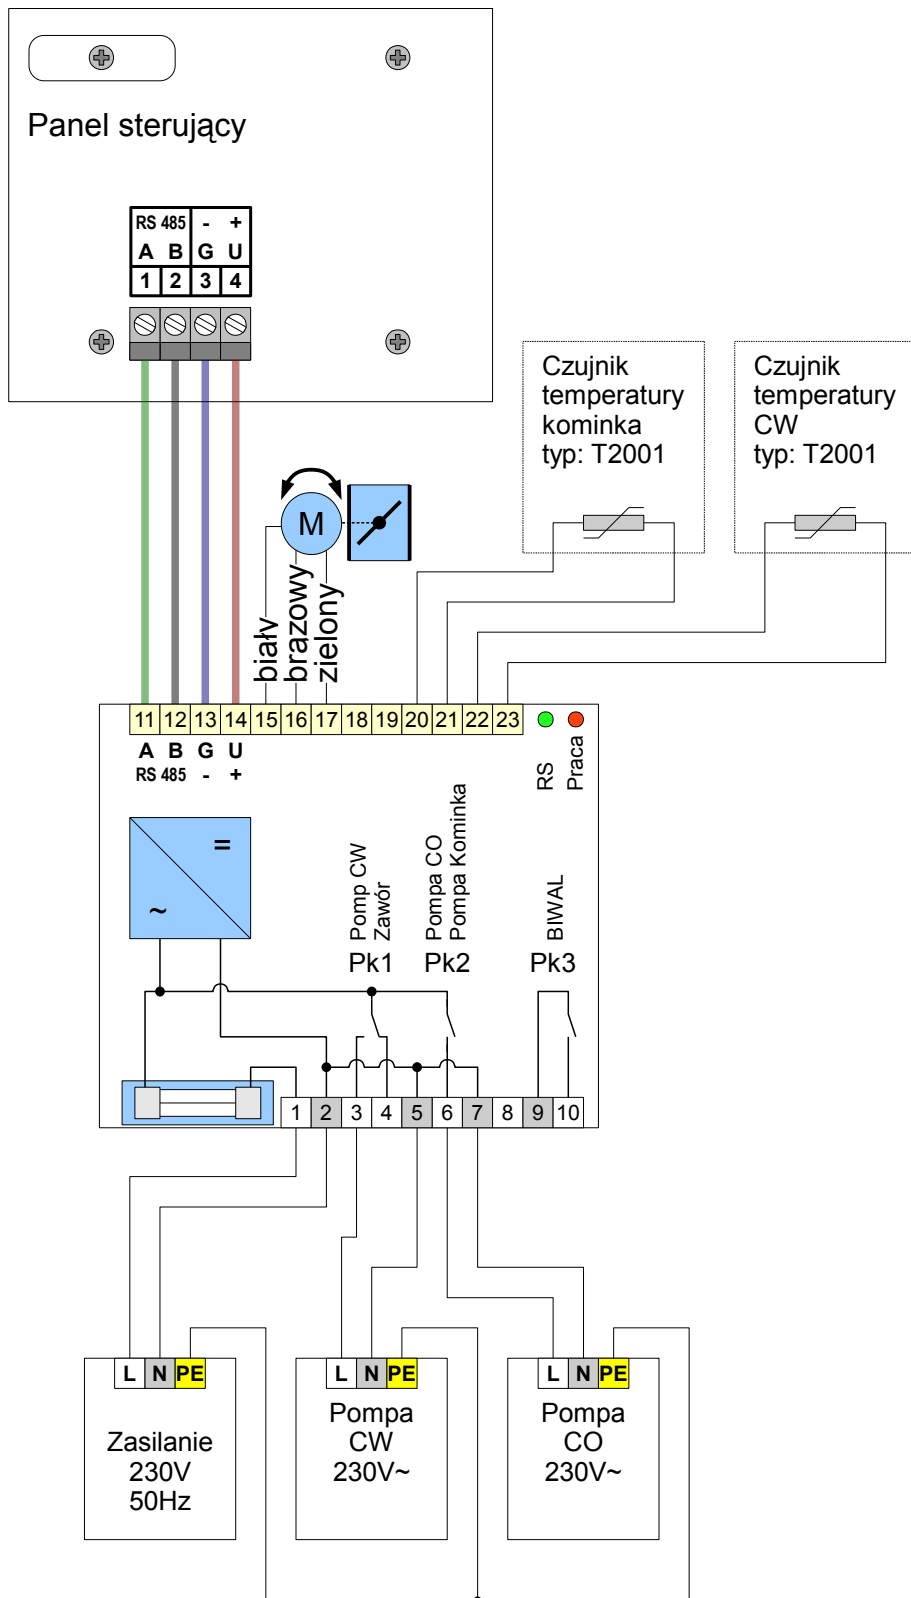 Panel sterujący
RS 485 - +
A B G U
1 2 3 4
Czujnik
temperatury
kominka
typ: T2001
Czujnik
temperatury
CW
typ: T2001
M
biały
brązowy
zielony
11 12 13 14 15 16 17 18 19 20 21 22 23
A B G U
RS 485 - +
RS
Praca
=
~
Pomp CW
Zawór
Pk1
Pompa CO
Pompa Kominka
Pk2
BIWAL
Pk3
1 2 3 4 5 6 7 8 9 10
L N PE
Zasilanie
230V
50Hz
L N PE
Pompa
CW
230V~
L N PE
Pompa
CO
230V~